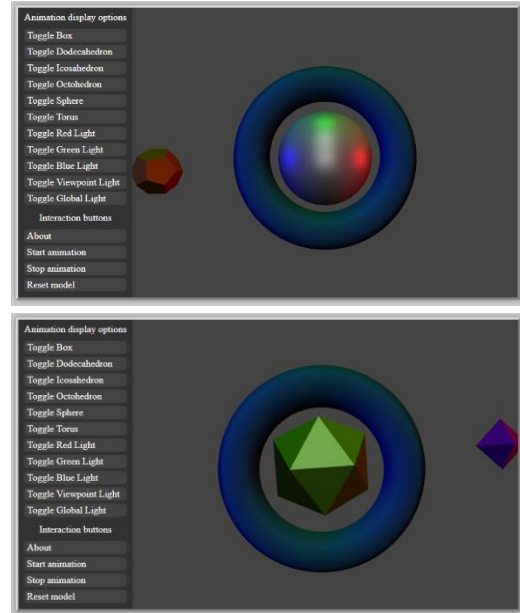 Animation display options
Toggle Box
Toggle Dodecahedron
Toggle Icosahedron
Toggle Octohedron
Toggle Sphere
Toggle Torus
Toggle Red Light
Toggle Green Light
Toggle Blue Light
Toggle Viewpoint Light
Toggle Global Light
Interaction buttons
About
Start animation
Stop animation
Reset model
Animation display options
Toggle Box
Toggle Dodecahedron
Toggle Icosahedron
Toggle Octohedron
Toggle Sphere
Toggle Torus
Toggle Red Light
Toggle Green Light
Toggle Blue Light
Toggle Viewpoint Light
Toggle Global Light
Interaction buttons
About
Start animation
Stop animation
Reset model